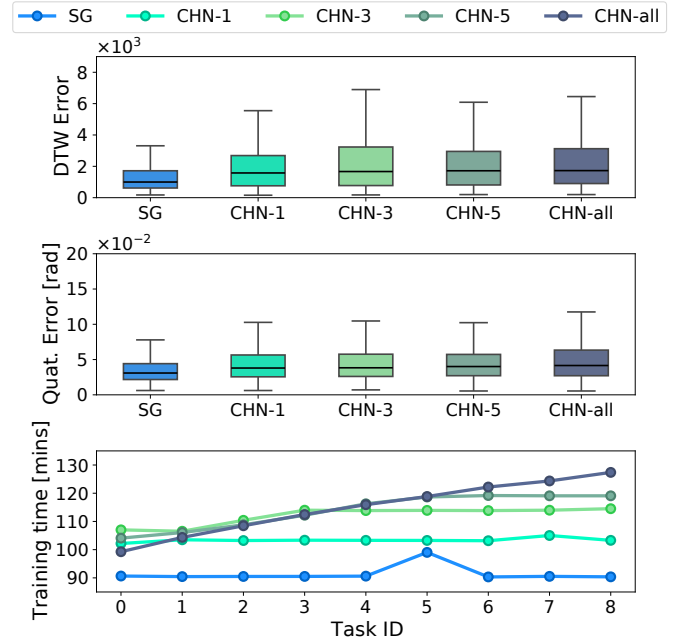 SG CHN-1 CHN-3 CHN-5 CHN-all
×10³
DTW Error
8
6
4
2
0
SG CHN-1 CHN-3 CHN-5 CHN-all
×10⁻²
Quat. Error [rad]
20
15
10
5
0
SG CHN-1 CHN-3 CHN-5 CHN-all
Training time [mins]
130
120
110
100
90
0 1 2 3 4 5 6 7 8
Task ID